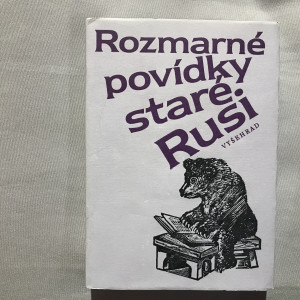 Rozmarné
povídky
staré
Rusi
VYŠEHRAD